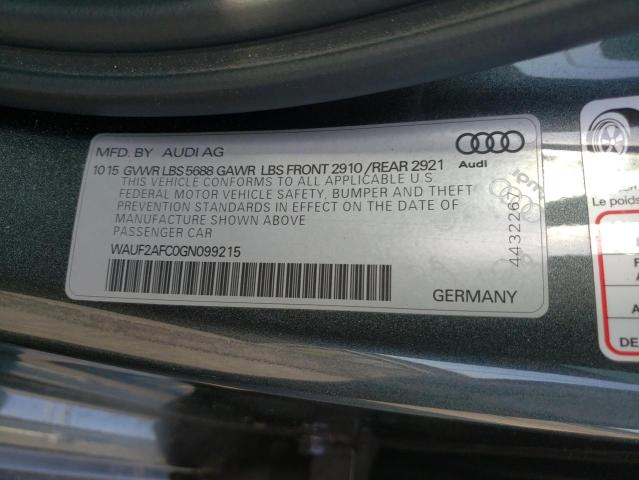 MFD. BY AUDI AG
10 15 GVWR LBS 5688 GAWR LBS FRONT 2910 / REAR 2921
THIS VEHICLE CONFORMS TO ALL APPLICABLE U.S.
FEDERAL MOTOR VEHICLE SAFETY, BUMPER AND THEFT
PREVENTION STANDARDS IN EFFECT ON THE DATE OF
MANUFACTURE SHOWN ABOVE
PASSENGER CAR
WAUF2AFC0GN099215
GERMANY
Audi
Le poids
DE